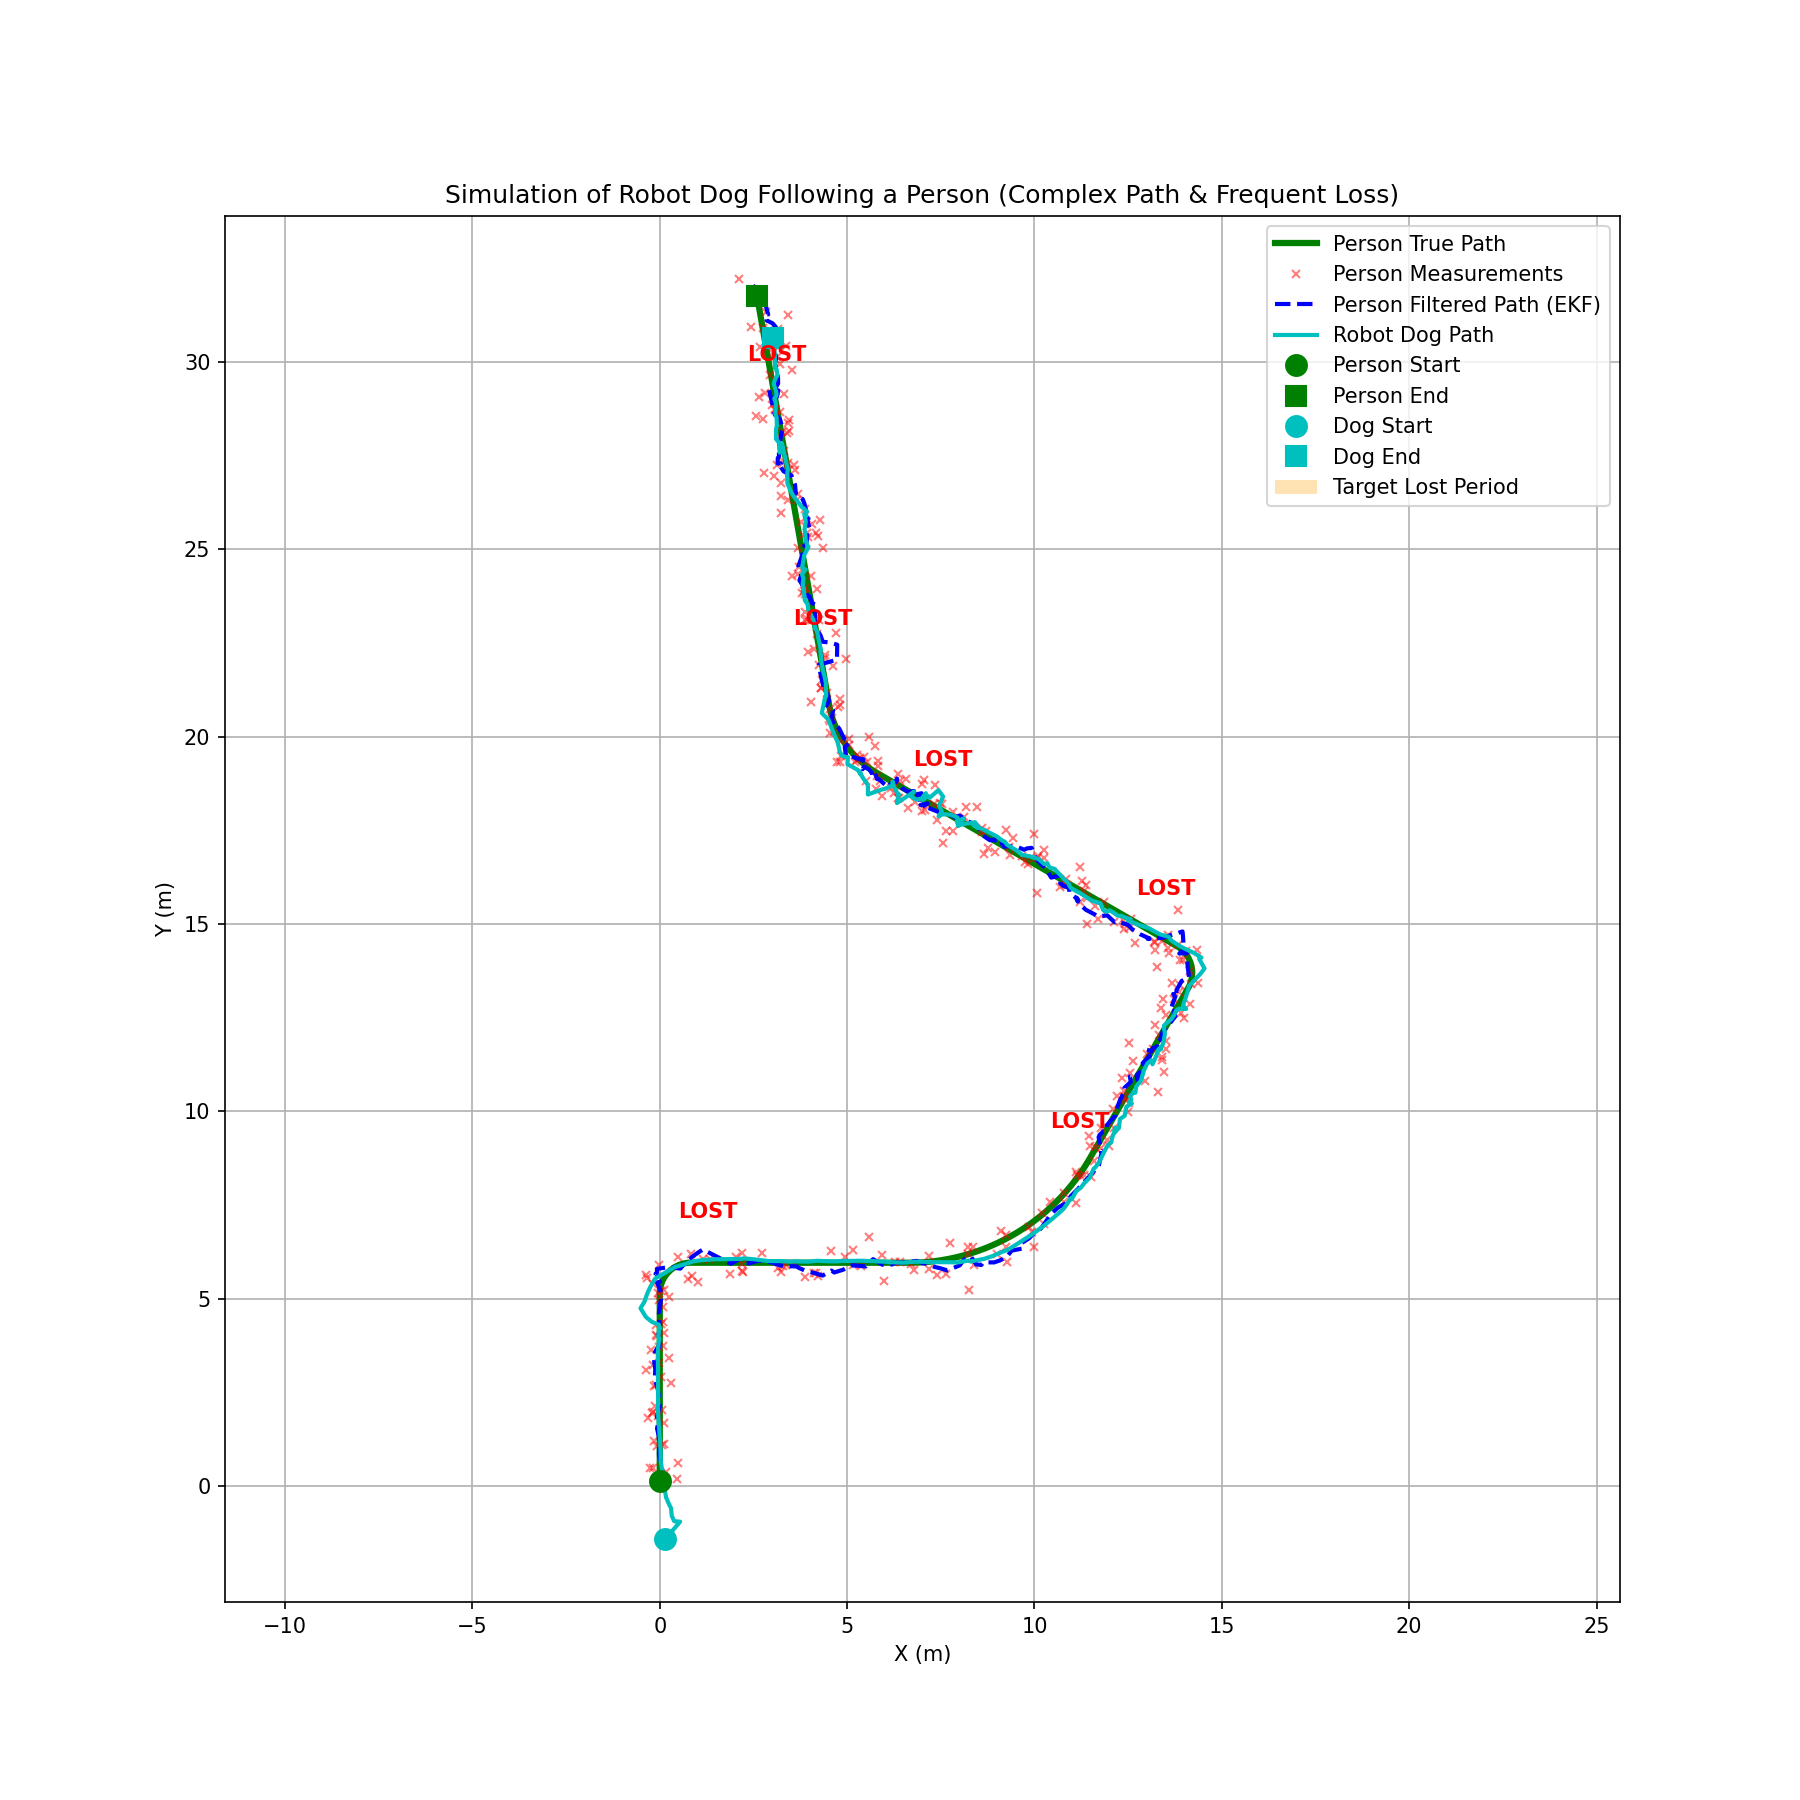 Simulation of Robot Dog Following a Person (Complex Path & Frequent Loss)
Person True Path
Person Measurements
Person Filtered Path (EKF)
Robot Dog Path
Person Start
Person End
Dog Start
Dog End
Target Lost Period
LOST
LOST
LOST
LOST
LOST
LOST
30
25
20
15
10
5
0
Y (m)
−10
−5
0
5
10
15
20
25
X (m)